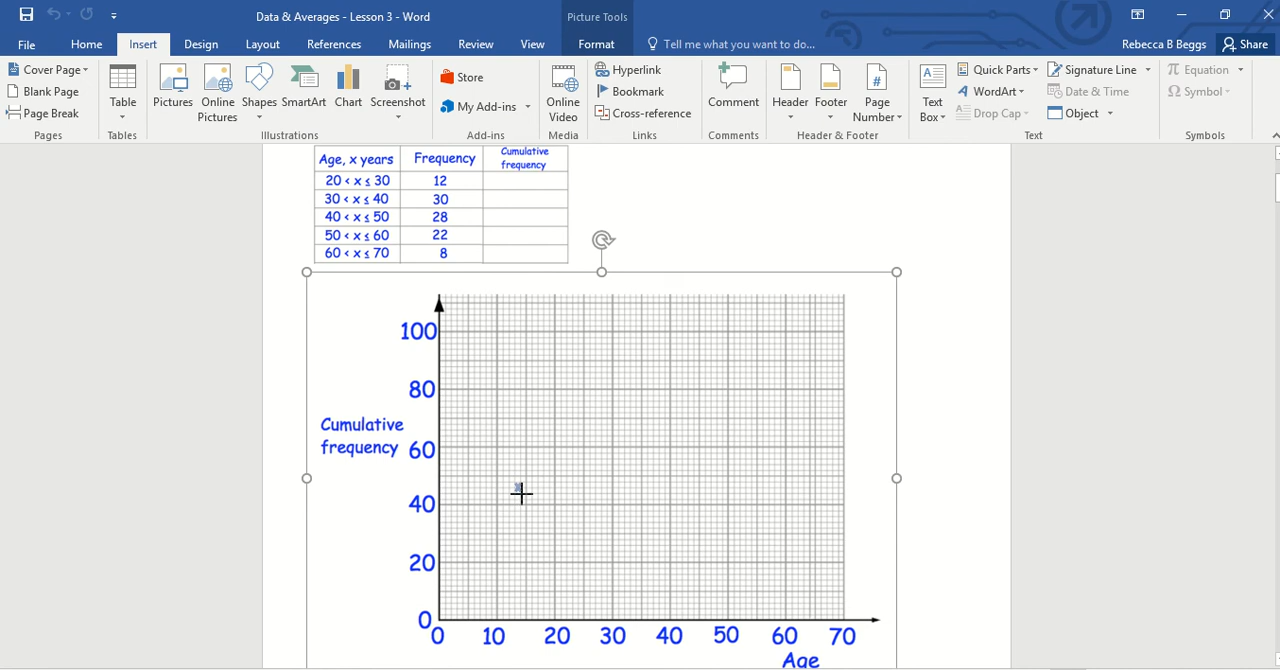 Data & Averages - Lesson 3 - Word
Picture Tools
File Home Insert Design Layout References Mailings Review View Format Tell me what you want to do... Rebecca B Beggs Share
Cover Page
Blank Page
Page Break
Pages
Table
Tables
Pictures
Online Pictures
Shapes
SmartArt
Chart
Screenshot
Illustrations
Store
My Add-ins
Add-ins
Online Video
Media
Hyperlink
Bookmark
Cross-reference
Links
Comment
Comments
Header
Footer
Page Number
Header & Footer
Text Box
Quick Parts
WordArt
Drop Cap
Signature Line
Date & Time
Object
Text
Equation
Symbol
Symbols
Age, x years Frequency Cumulative frequency
20 < x ≤ 30 12
30 < x ≤ 40 30
40 < x ≤ 50 28
50 < x ≤ 60 22
60 < x ≤ 70 8
100
80
Cumulative
frequency
60
40
20
0
0 10 20 30 40 50 60 70
Age